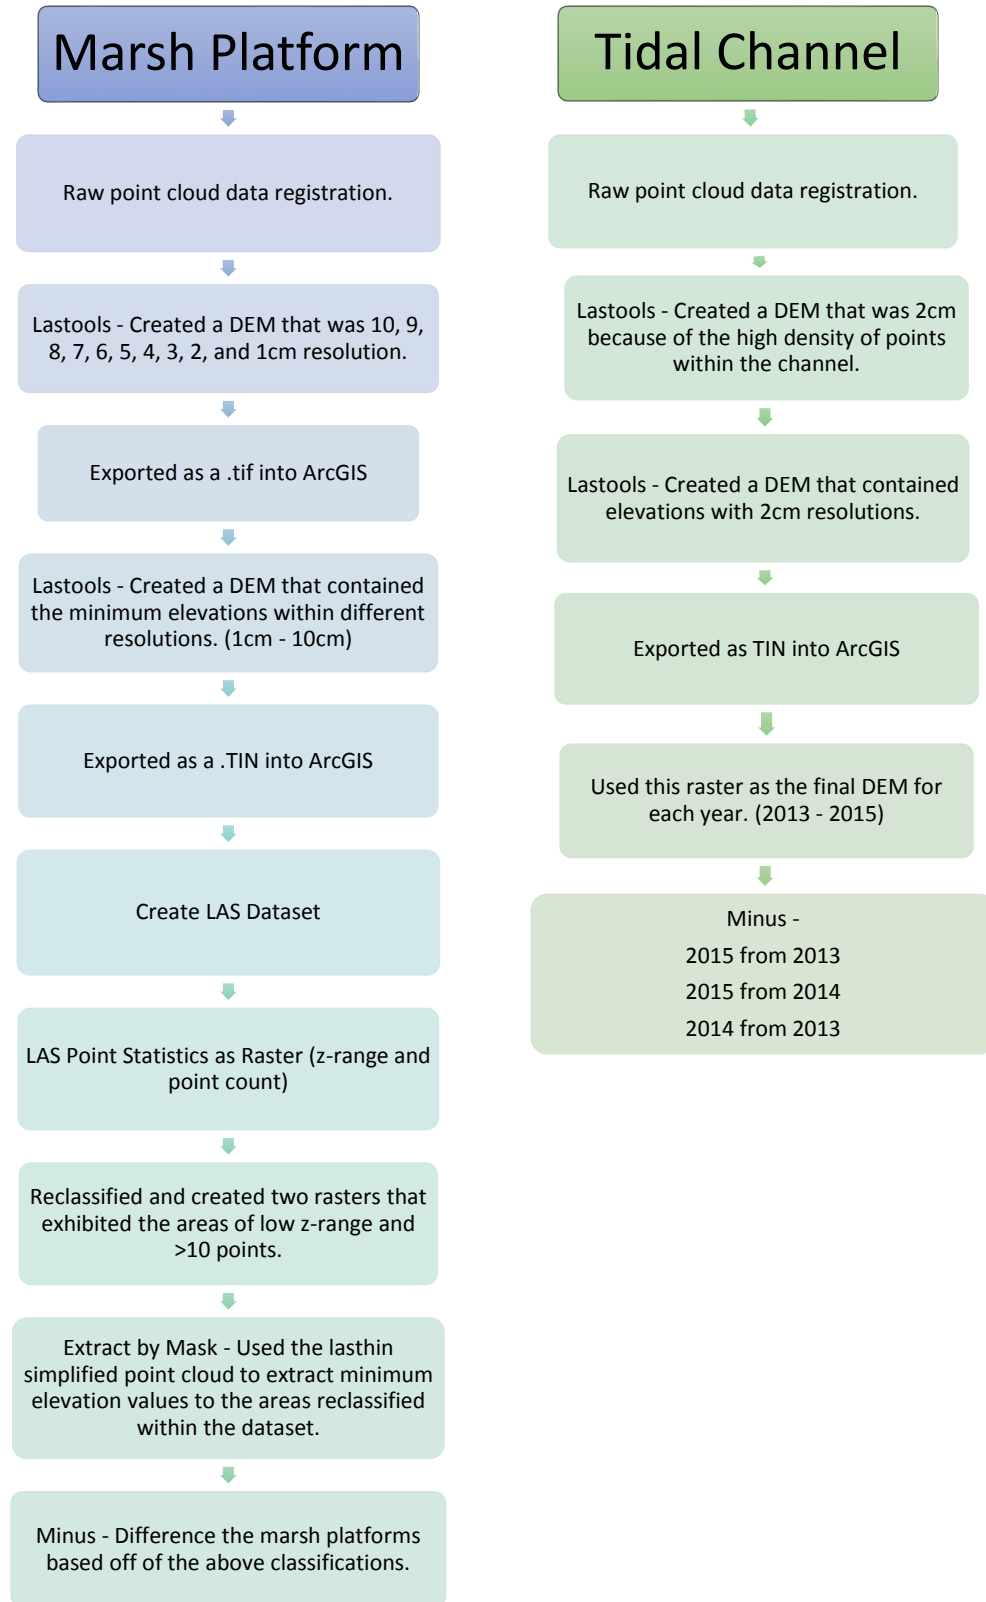 Marsh Platform
Raw point cloud data registration.
Lastools - Created a DEM that was 10, 9,
8, 7, 6, 5, 4, 3, 2, and 1cm resolution.
Exported as a .tif into ArcGIS
Lastools - Created a DEM that contained
the minimum elevations within different
resolutions. (1cm - 10cm)
Exported as a .TIN into ArcGIS
Create LAS Dataset
LAS Point Statistics as Raster (z-range and
point count)
Reclassified and created two rasters that
exhibited the areas of low z-range and
>10 points.
Extract by Mask - Used the lasthin
simplified point cloud to extract minimum
elevation values to the areas reclassified
within the dataset.
Minus - Difference the marsh platforms
based off of the above classifications.
Tidal Channel
Raw point cloud data registration.
Lastools - Created a DEM that was 2cm
because of the high density of points
within the channel.
Lastools - Created a DEM that contained
elevations with 2cm resolutions.
Exported as TIN into ArcGIS
Used this raster as the final DEM for
each year. (2013 - 2015)
Minus -
2015 from 2013
2015 from 2014
2014 from 2013